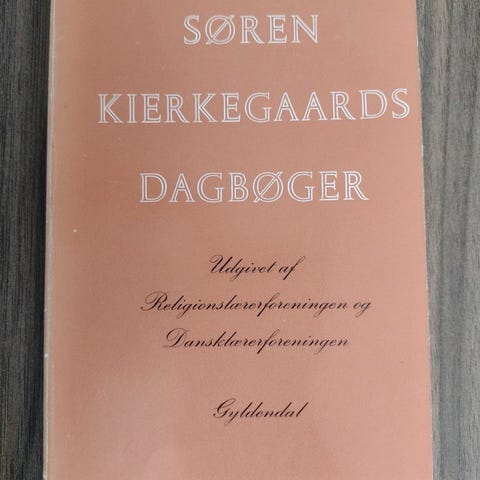 SØREN
KIERKEGAARDS
DAGBØGER
Udgivet af
Religionslærerforeningen og
Dansklærerforeningen
Gyldendal